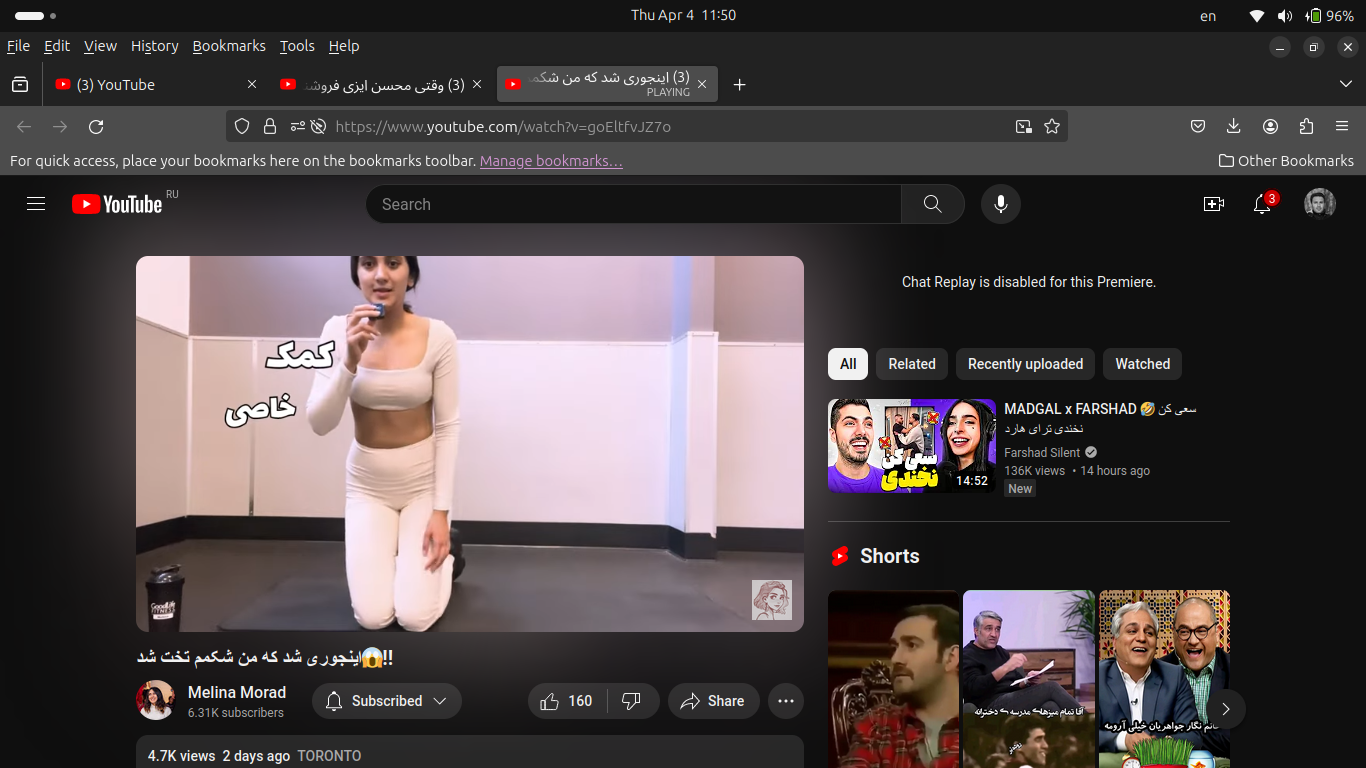 Thu Apr 4 11:50
en
96%
File Edit View History Bookmarks Tools Help
(3) YouTube
(3) وقتی محسن ایزی فروشن
(3) اینجوری شد که من شکمم
PLAYING
https://www.youtube.com/watch?v=goEltfvJZ7o
For quick access, place your bookmarks here on the bookmarks toolbar. Manage bookmarks…
Other Bookmarks
YouTube RU
Search
3
کمک
خاصی
GoodLife
FITNESS
Chat Replay is disabled for this Premiere.
All Related Recently uploaded Watched
سعی کن
نخندی
14:52
MADGAL x FARSHAD 🤣 سعی کن
نخندی ترای هارد
Farshad Silent
136K views • 14 hours ago
New
Shorts
آقا تمام میزهای مدرسه ی دخترانه
خانم نگار جواهریان خیلی آرومه
اینجوری شد که من شکمم تخت شد😱!!
Melina Morad
6.31K subscribers
Subscribed
160
Share
4.7K views 2 days ago TORONTO